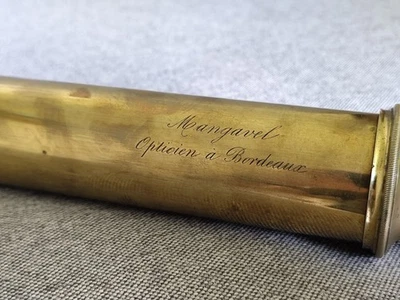 Mangavel
Opticien à Bordeaux